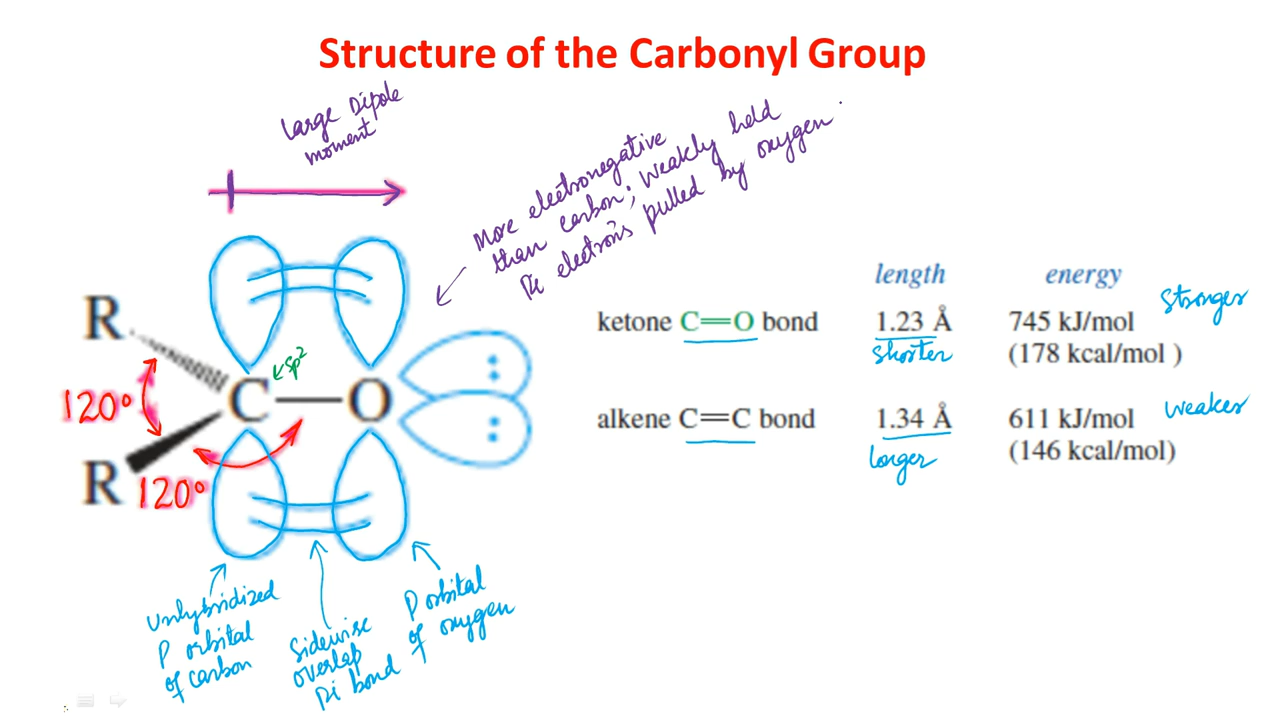 Structure of the Carbonyl Group
Large Dipole
moment
More electronegative
than carbon; weakly held
Pi electrons pulled by oxygen
R
R
C
O
sp²
120°
120°
: 
:
Unhybridized
P orbital
of carbon
Sidewise
overlap
Pi bond
P orbital
of oxygen
length energy
ketone C=O bond 1.23 Å 745 kJ/mol stronger
shorter (178 kcal/mol )
alkene C=C bond 1.34 Å 611 kJ/mol weaker
longer (146 kcal/mol)